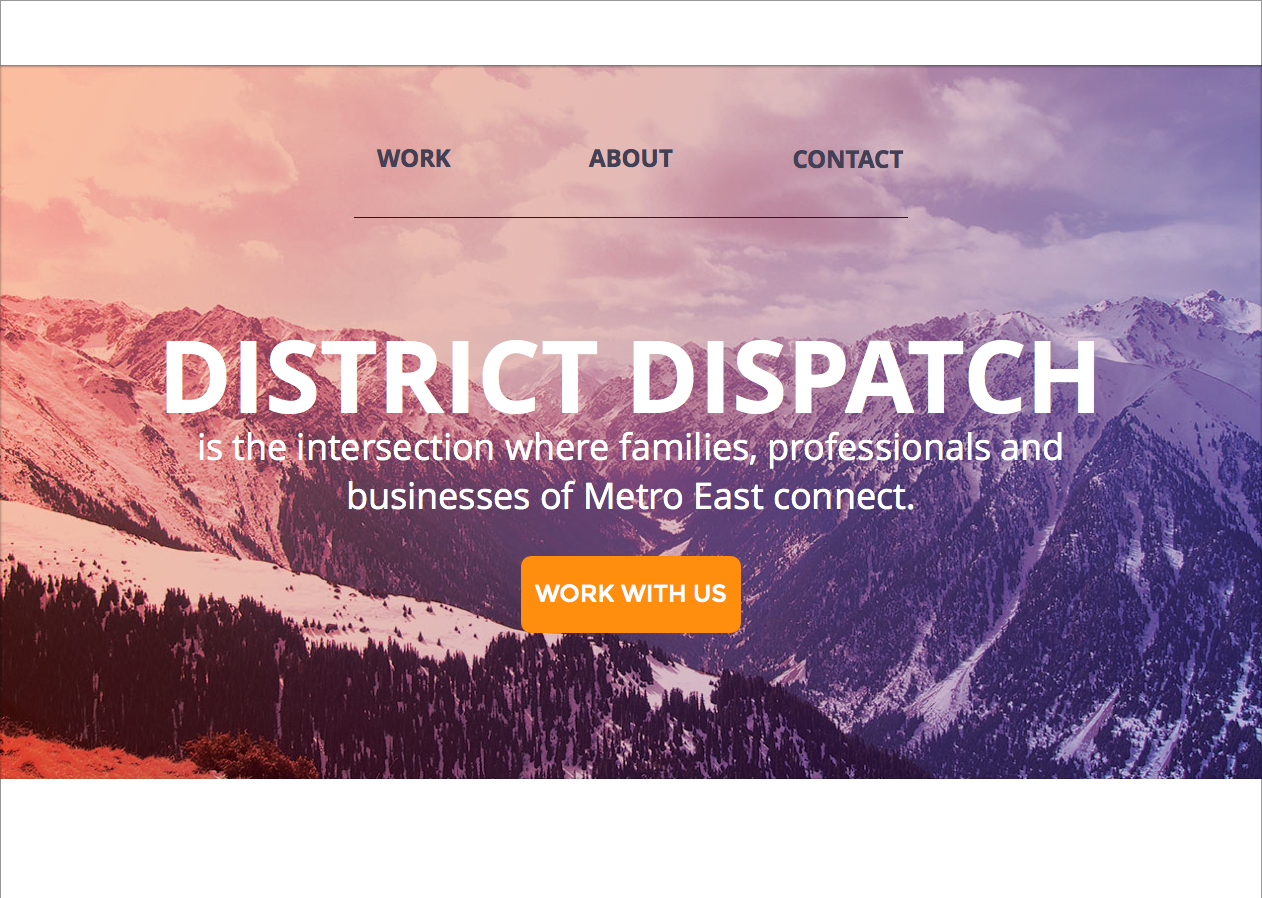 WORK ABOUT CONTACT
DISTRICT DISPATCH
is the intersection where families, professionals and
businesses of Metro East connect.
WORK WITH US